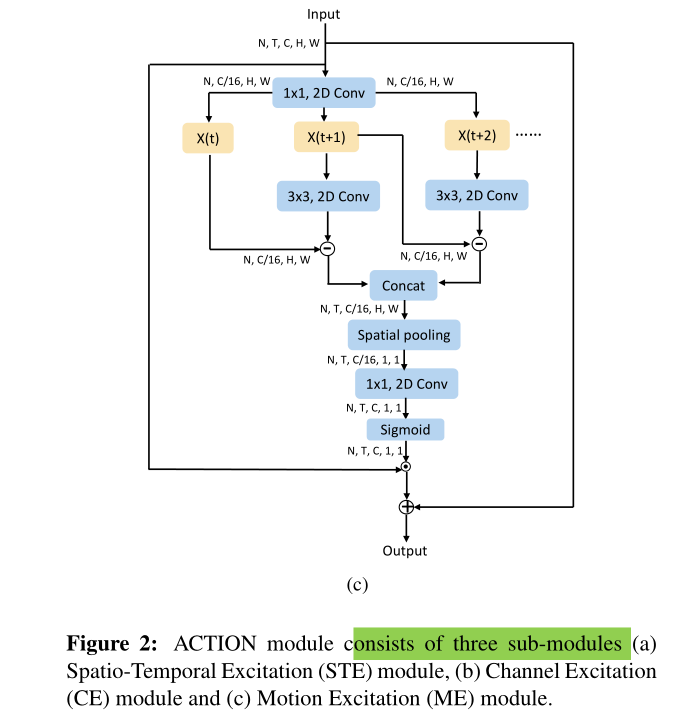 Input
N, T, C, H, W
N, C/16, H, W
1x1, 2D Conv
N, C/16, H, W
X(t)
X(t+1)
X(t+2)
......
3x3, 2D Conv
3x3, 2D Conv
N, C/16, H, W
N, C/16, H, W
Concat
N, T, C/16, H, W
Spatial pooling
N, T, C/16, 1, 1
1x1, 2D Conv
N, T, C, 1, 1
Sigmoid
N, T, C, 1, 1
Output
(c)
Figure 2: ACTION module consists of three sub-modules (a)
Spatio-Temporal Excitation (STE) module, (b) Channel Excitation
(CE) module and (c) Motion Excitation (ME) module.